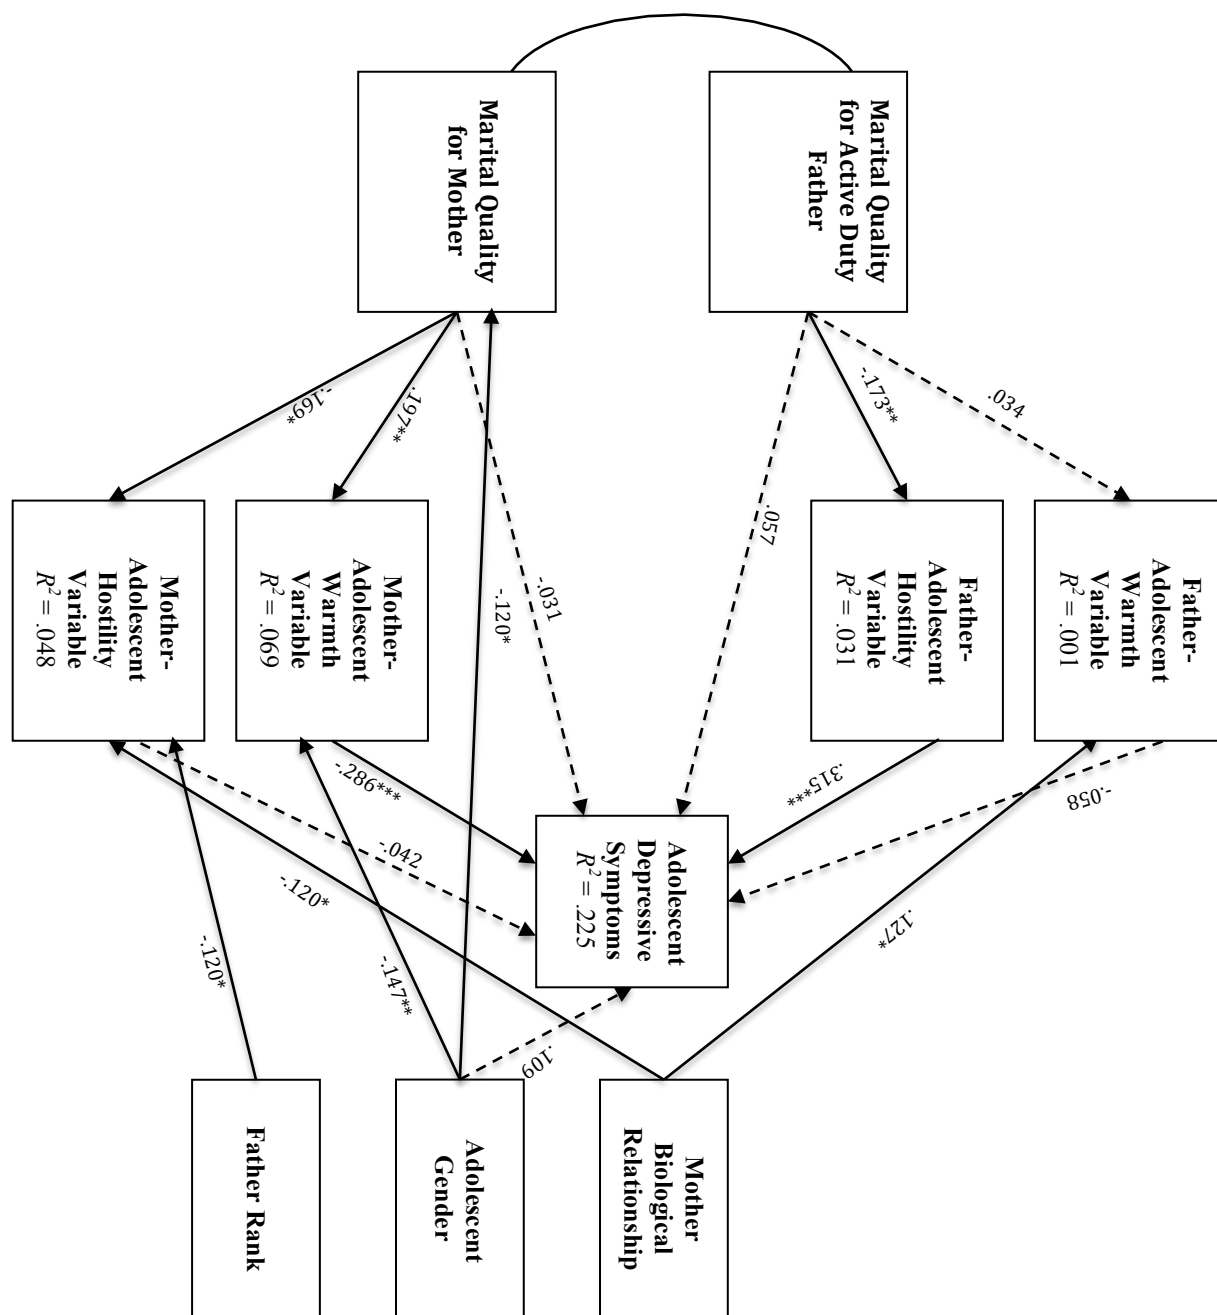 Marital Quality
for Active Duty
Father
Marital Quality
for Mother
.034
-.173**
.057
-.031
.197**
-.169*
-.120*
Father-
Adolescent
Warmth
Variable
R² = .001
Father-
Adolescent
Hostility
Variable
R² = .031
Mother-
Adolescent
Warmth
Variable
R² = .069
Mother-
Adolescent
Hostility
Variable
R² = .048
-.058
.315***
-.286***
-.042
-.120*
.127*
-.147**
-.120*
.109
Adolescent
Depressive
Symptoms
R² = .225
Mother
Biological
Relationship
Adolescent
Gender
Father Rank